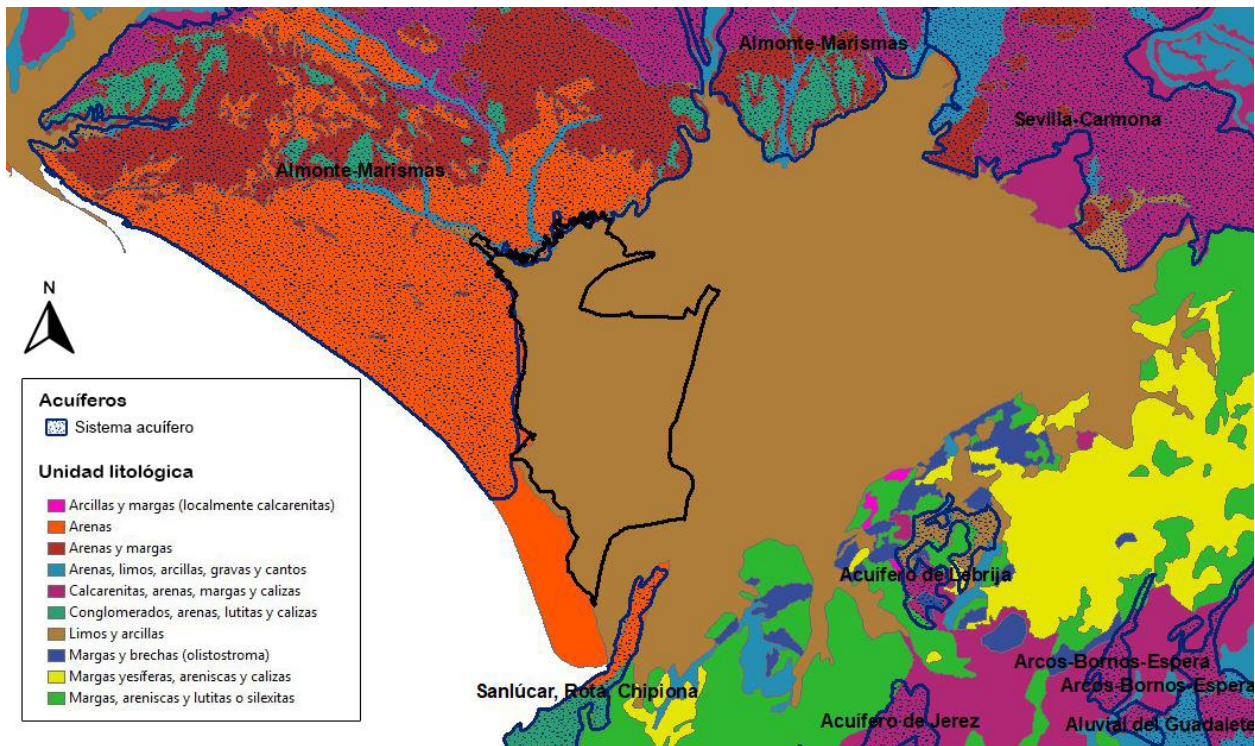 Almonte-Marismas
Sevilla-Carmona
Almonte-Marismas
N
Acuíferos
Sistema acuífero
Unidad litológica
Arcillas y margas (localmente calcarenitas)
Arenas
Arenas y margas
Arenas, limos, arcillas, gravas y cantos
Calcarenitas, arenas, margas y calizas
Conglomerados, arenas, lutitas y calizas
Limos y arcillas
Margas y brechas (olistostroma)
Margas yesíferas, areniscas y calizas
Margas, areniscas y lutitas o silexitas
Acuífero de Lebrija
Arcos-Bornos-Espera
Sanlúcar, Rota, Chipiona
Arcos-Bornos-Espera
Acuífero de Jerez
Aluvial del Guadalete